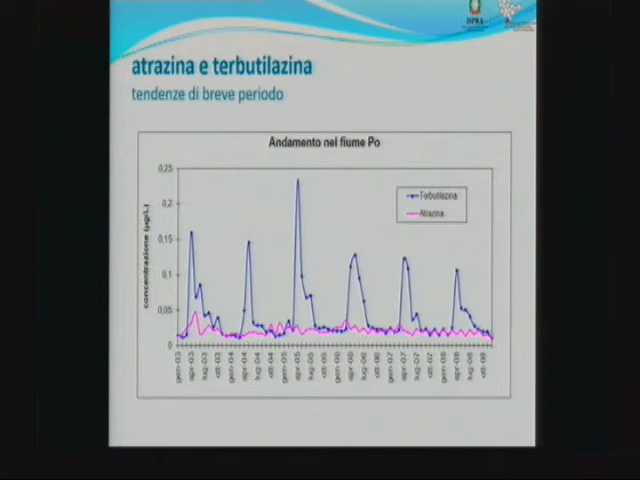 ISPRA
atrazina e terbutilazina
tendenze di breve periodo
Andamento nel fiume Po
0,25
0,2
0,15
0,1
0,05
0
concentrazione (µg/L)
Terbutilazina
Atrazina
gen-03
apr-03
lug-03
ott-03
gen-04
apr-04
lug-04
ott-04
gen-05
apr-05
lug-05
ott-05
gen-06
apr-06
lug-06
ott-06
gen-07
apr-07
lug-07
ott-07
gen-08
apr-08
lug-08
ott-08